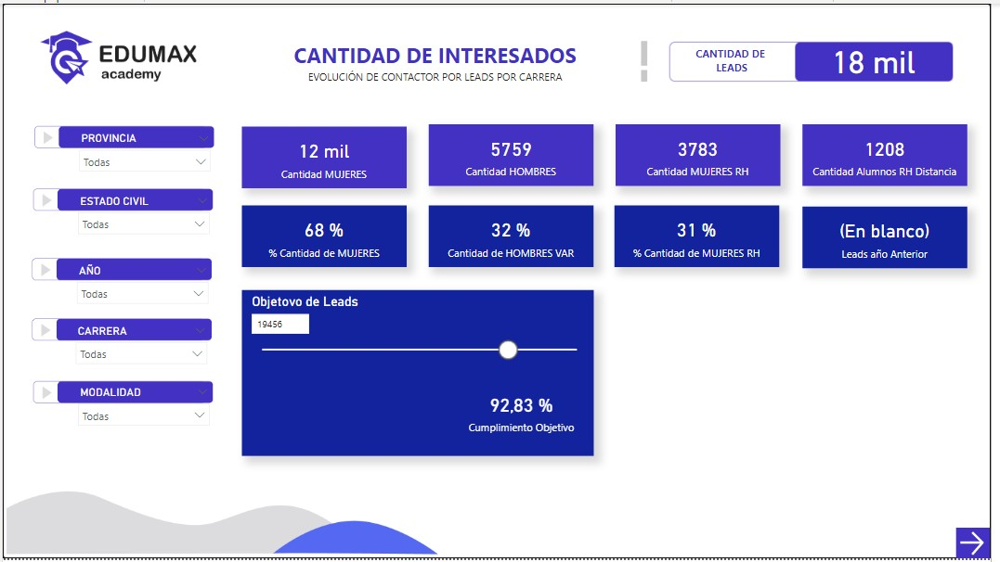 EDUMAX
academy
CANTIDAD DE INTERESADOS
EVOLUCIÓN DE CONTACTOR POR LEADS POR CARRERA
!
CANTIDAD DE
LEADS
18 mil
PROVINCIA
Todas
ESTADO CIVIL
Todas
AÑO
Todas
CARRERA
Todas
MODALIDAD
Todas
12 mil
Cantidad MUJERES
5759
Cantidad HOMBRES
3783
Cantidad MUJERES RH
1208
Cantidad Alumnos RH Distancia
68 %
% Cantidad de MUJERES
32 %
Cantidad de HOMBRES VAR
31 %
% Cantidad de MUJERES RH
(En blanco)
Leads año Anterior
Objetovo de Leads
19456
92,83 %
Cumplimiento Objetivo